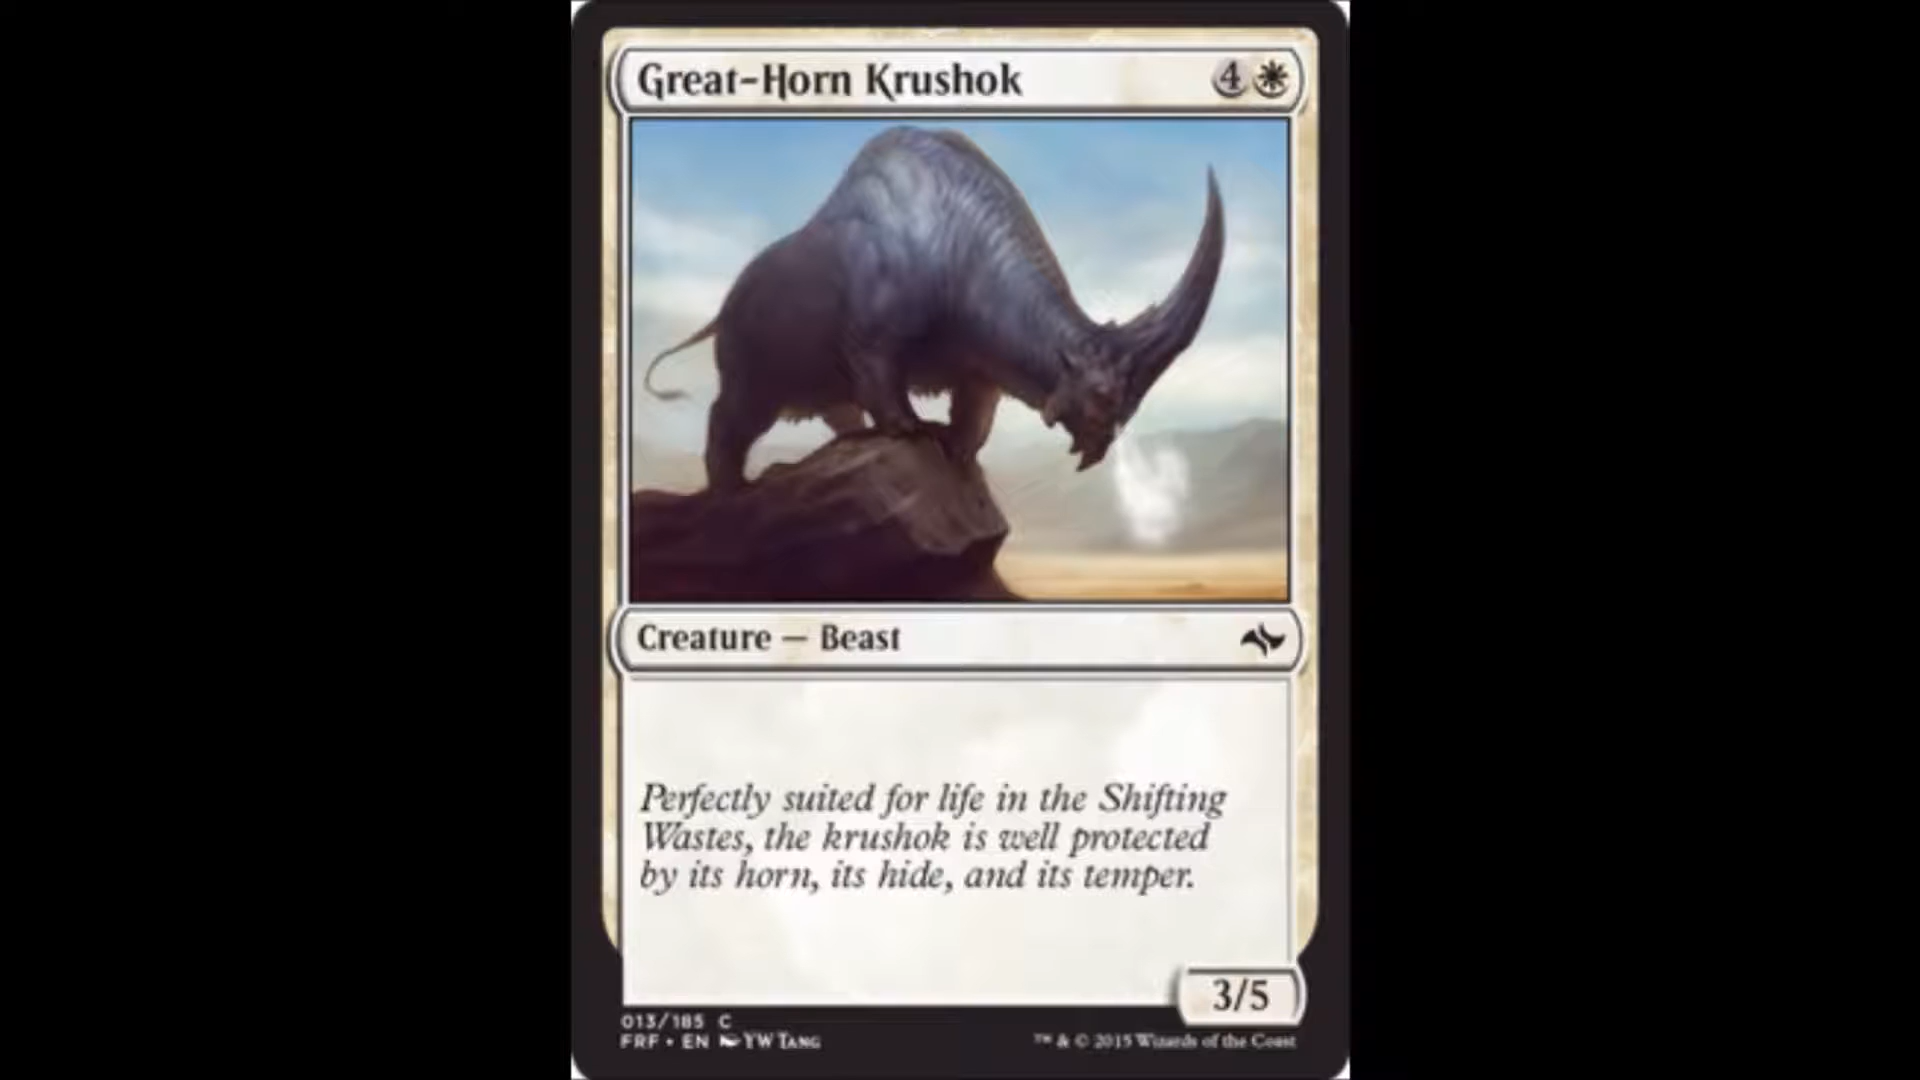 Great-Horn Krushok
4
Creature — Beast
Perfectly suited for life in the Shifting
Wastes, the krushok is well protected
by its horn, its hide, and its temper.
3/5
013/185 C
FRF • EN YW Tang
™ & © 2015 Wizards of the Coast